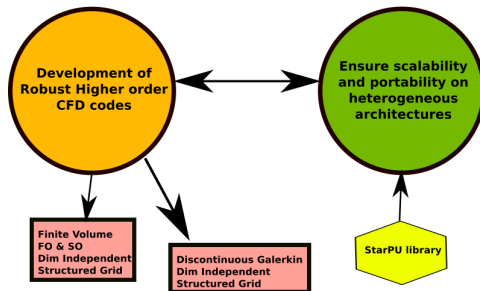 Development of
Robust Higher order
CFD codes
Ensure scalability
and portability on
heterogeneous
architectures
Finite Volume
FO & SO
Dim Independent
Structured Grid
Discontinuous Galerkin
Dim Independent
Structured Grid
StarPU library